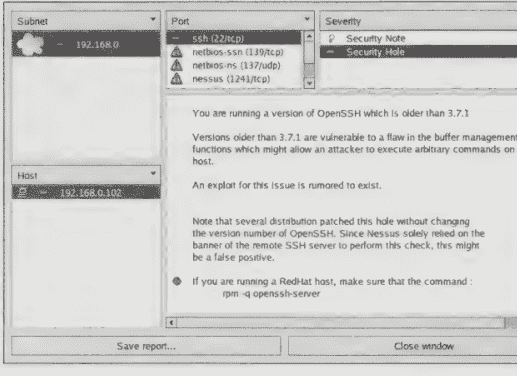 Subnet
192.168.0
Port
ssh (22/tcp)
netbios-ssn (139/tcp)
netbios-ns (137/udp)
nessus (1241/tcp)
Severity
Security Note
Security Hole
You are running a version of OpenSSH which is older than 3.7.1
Versions older than 3.7.1 are vulnerable to a flaw in the buffer management
functions which might allow an attacker to execute arbitrary commands on
host.
An exploit for this issue is rumored to exist.
Note that several distribution patched this hole without changing
the version number of OpenSSH. Since Nessus solely relied on the
banner of the remote SSH server to perform this check, this might
be a false positive.
If you are running a RedHat host, make sure that the command :
rpm -q openssh-server
Host
192.168.0.102
Save report...
Close window